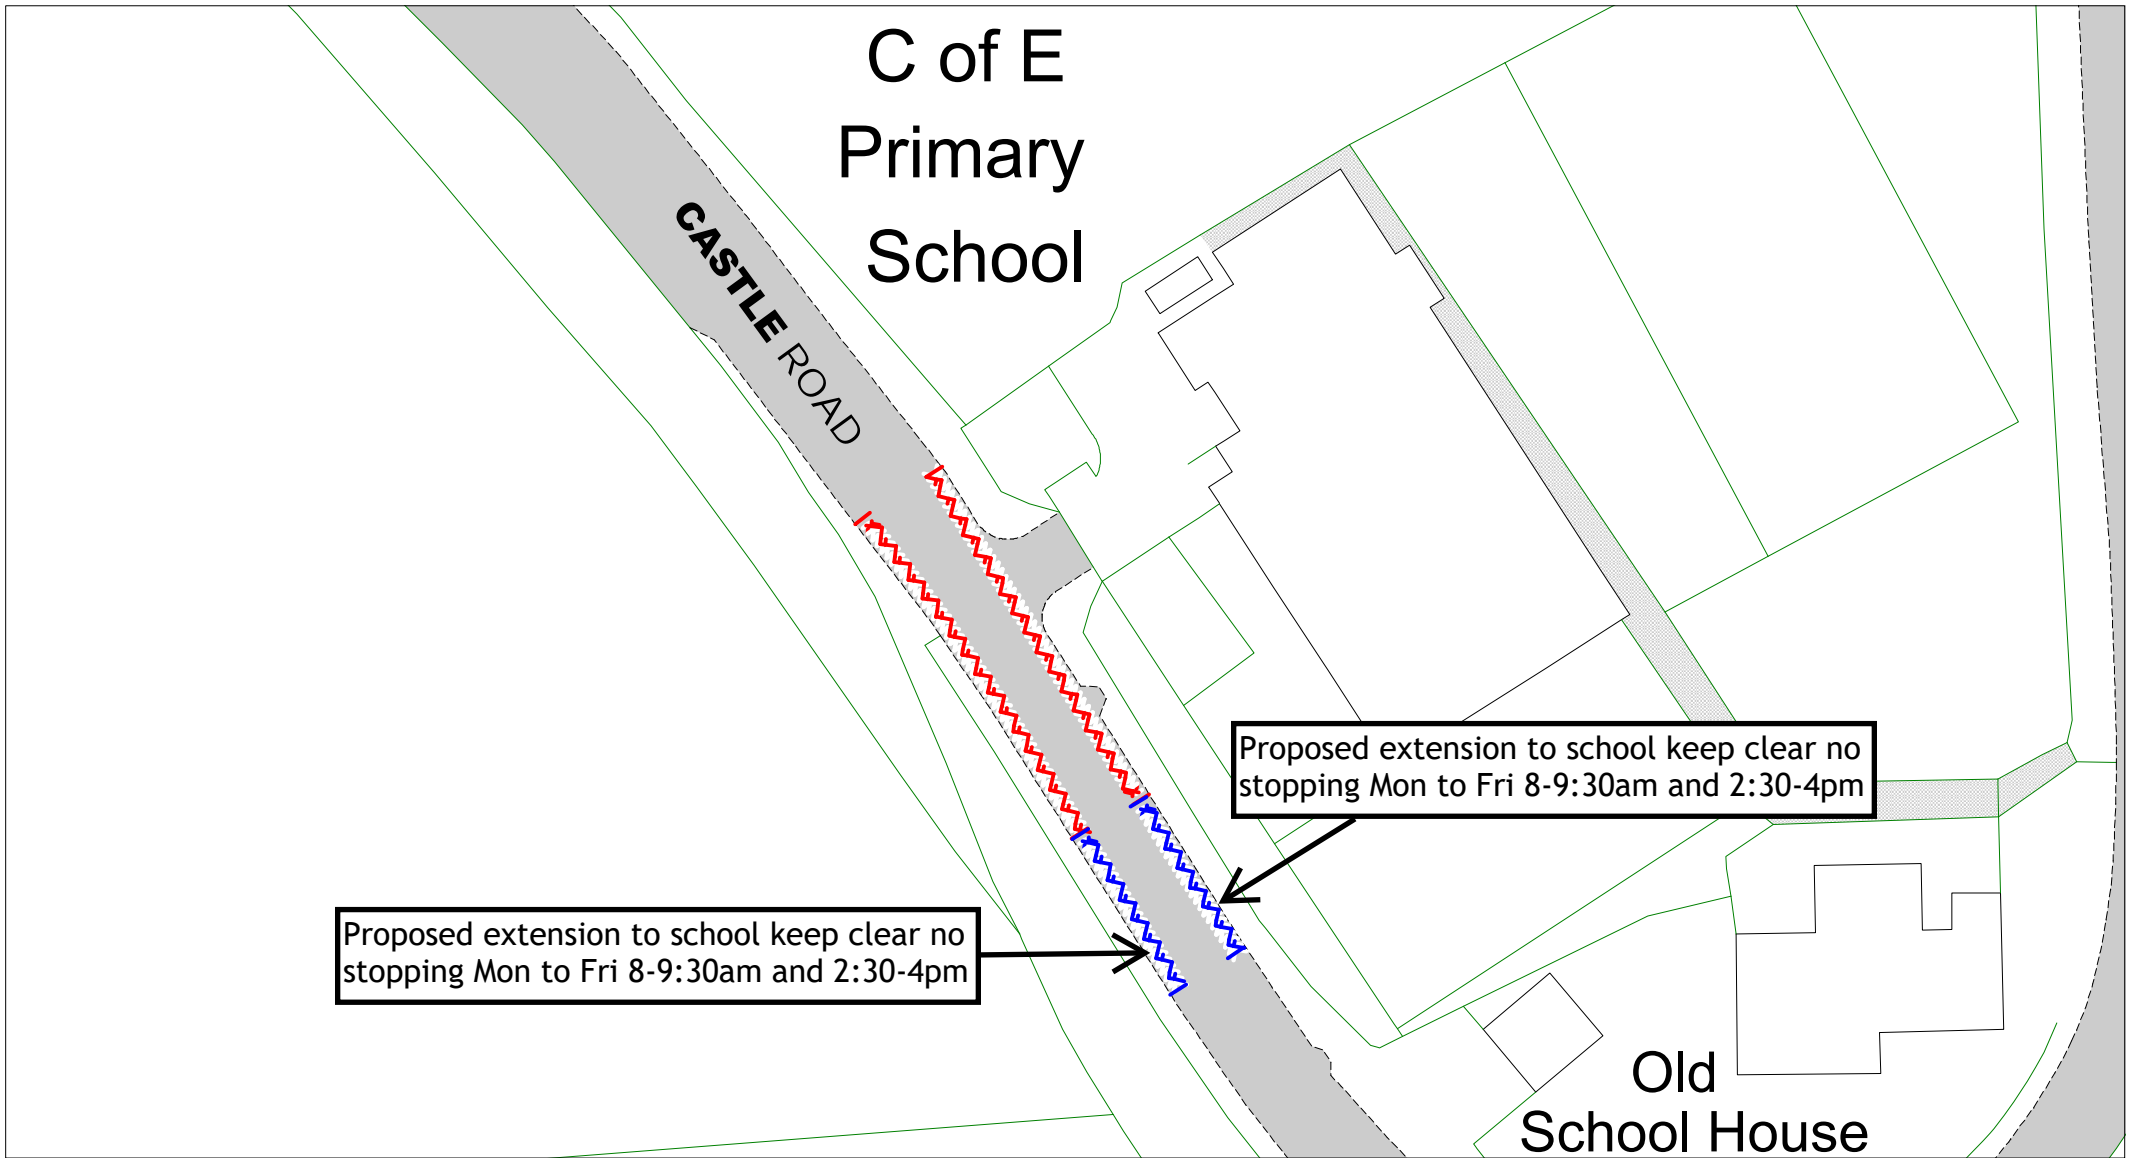 C of E
Primary
School
CASTLE ROAD
Proposed extension to school keep clear no
stopping Mon to Fri 8-9:30am and 2:30-4pm
Proposed extension to school keep clear no
stopping Mon to Fri 8-9:30am and 2:30-4pm
Old
School House